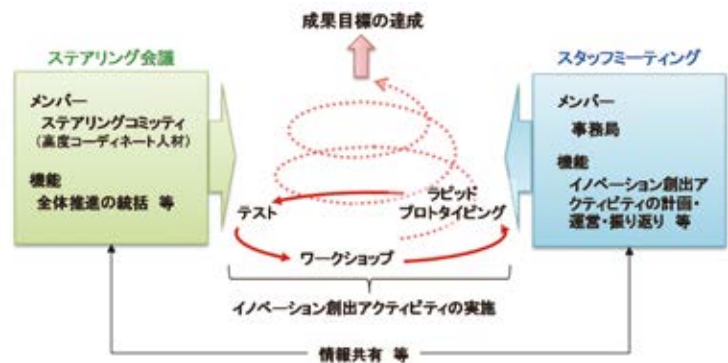 成果目標の達成
ステアリング会議
メンバー
ステアリングコミッティ
(高度コーディネート人材)
機能
全体推進の統括 等
テスト
ラピッド
プロトタイピング
ワークショップ
イノベーション創出アクティビティの実施
スタッフミーティング
メンバー
事務局
機能
イノベーション創出ア
クティビティの計画・
運営・振り返り 等
情報共有 等